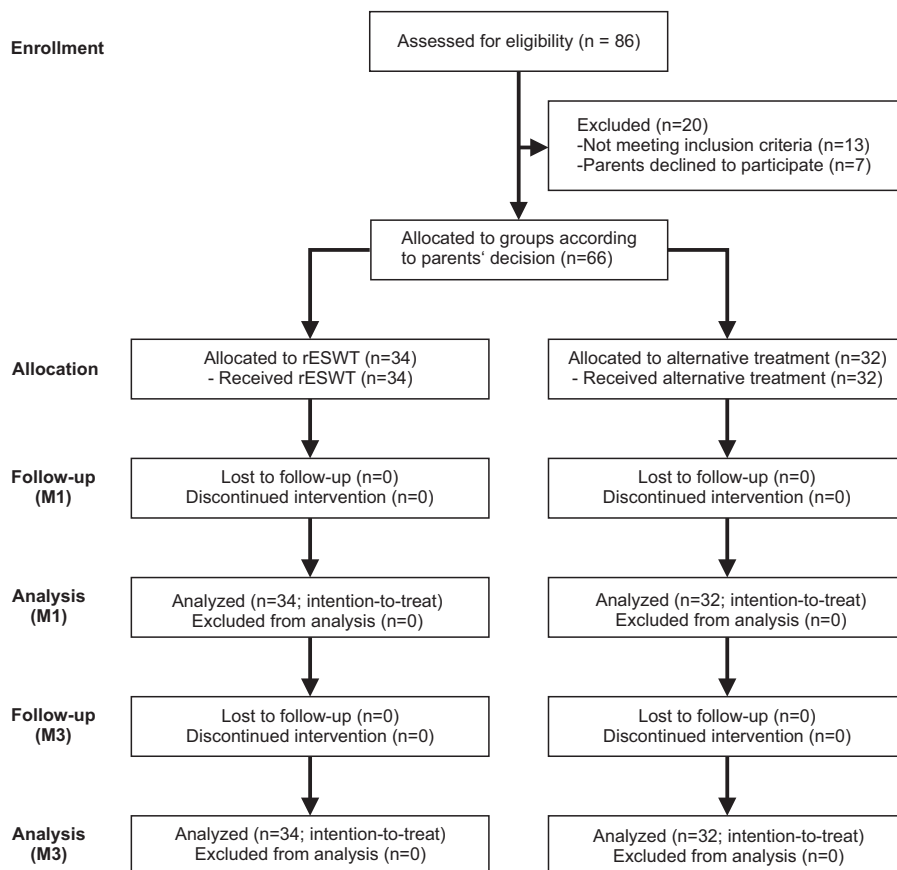 Enrollment
Assessed for eligibility (n = 86)
Excluded (n=20)
-Not meeting inclusion criteria (n=13)
-Parents declined to participate (n=7)
Allocated to groups according
to parents‘ decision (n=66)
Allocation
Allocated to rESWT (n=34)
- Received rESWT (n=34)
Allocated to alternative treatment (n=32)
- Received alternative treatment (n=32)
Follow-up
(M1)
Lost to follow-up (n=0)
Discontinued intervention (n=0)
Lost to follow-up (n=0)
Discontinued intervention (n=0)
Analysis
(M1)
Analyzed (n=34; intention-to-treat)
Excluded from analysis (n=0)
Analyzed (n=32; intention-to-treat)
Excluded from analysis (n=0)
Follow-up
(M3)
Lost to follow-up (n=0)
Discontinued intervention (n=0)
Lost to follow-up (n=0)
Discontinued intervention (n=0)
Analysis
(M3)
Analyzed (n=34; intention-to-treat)
Excluded from analysis (n=0)
Analyzed (n=32; intention-to-treat)
Excluded from analysis (n=0)